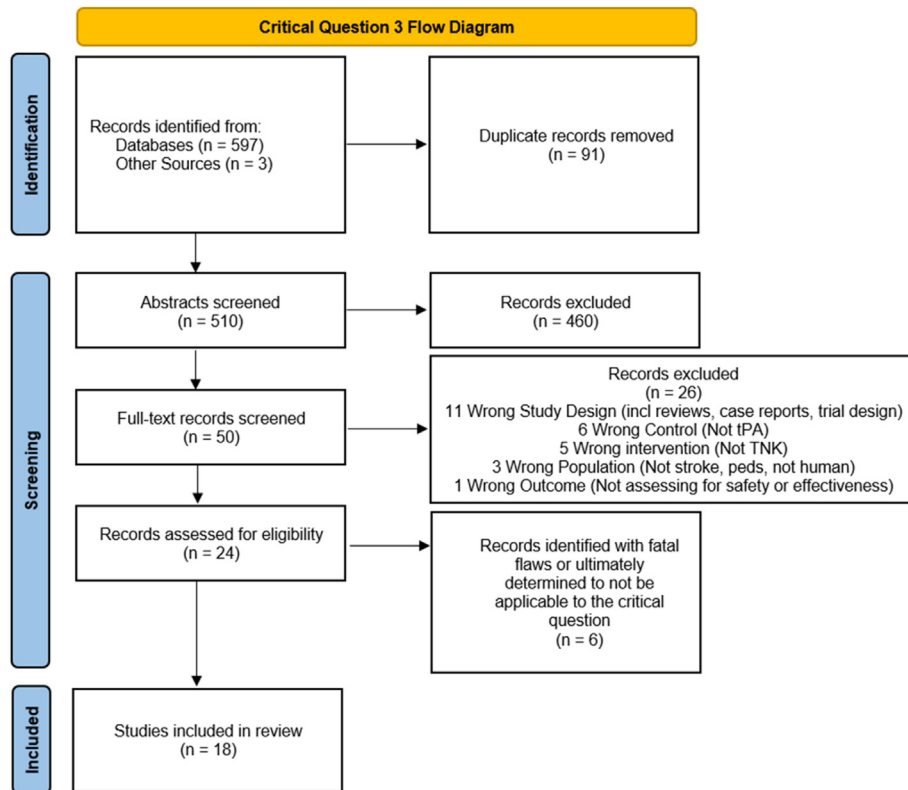 Critical Question 3 Flow Diagram
Identification
Records identified from:
Databases (n = 597)
Other Sources (n = 3)
Duplicate records removed
(n = 91)
Screening
Abstracts screened
(n = 510)
Records excluded
(n = 460)
Full-text records screened
(n = 50)
Records excluded
(n = 26)
11 Wrong Study Design (incl reviews, case reports, trial design)
6 Wrong Control (Not tPA)
5 Wrong intervention (Not TNK)
3 Wrong Population (Not stroke, peds, not human)
1 Wrong Outcome (Not assessing for safety or effectiveness)
Records assessed for eligibility
(n = 24)
Records identified with fatal
flaws or ultimately
determined to not be
applicable to the critical
question
(n = 6)
Included
Studies included in review
(n = 18)